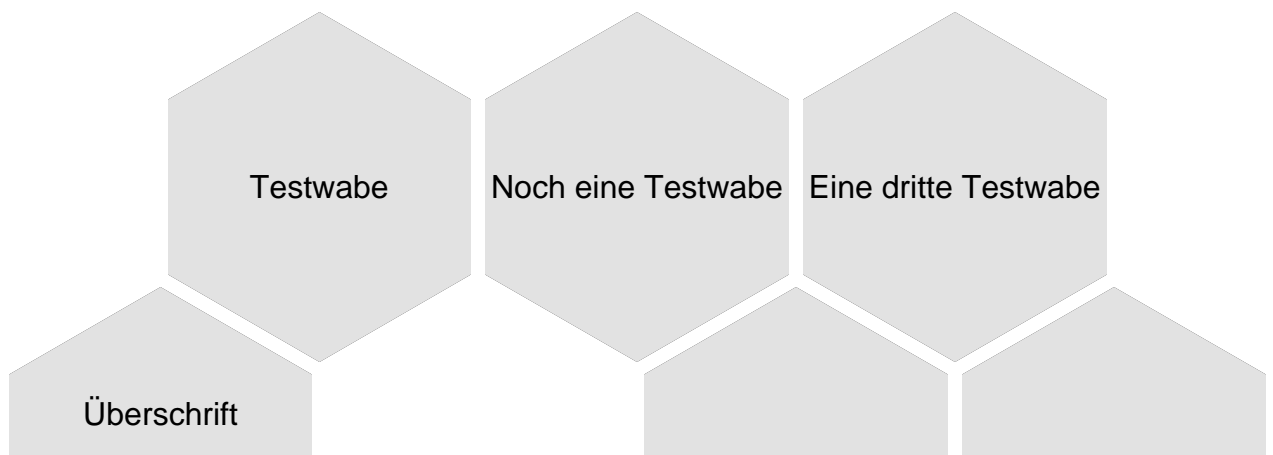 Testwabe
Noch eine Testwabe
Eine dritte Testwabe
Überschrift